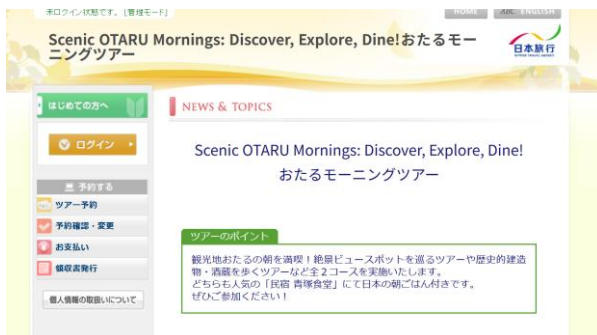 未ログイン状態です。[管理モード]
HOME
ABC ENGLISH
Scenic OTARU Mornings: Discover, Explore, Dine!おたるモー
ニングツアー
日本旅行
はじめての方へ
ログイン
予約する
ツアー予約
予約確認・変更
お支払い
領収書発行
個人情報の取扱いについて
NEWS & TOPICS
Scenic OTARU Mornings: Discover, Explore, Dine!
おたるモーニングツアー
ツアーのポイント
観光地おたるの朝を満喫！絶景ビュースポットを巡るツアーや歴史的建造
物・酒蔵を歩くツアーなど全２コースを実施いたします。
どちらも人気の「民宿 青塚食堂」にて日本の朝ごはん付きです。
ぜひご参加ください！